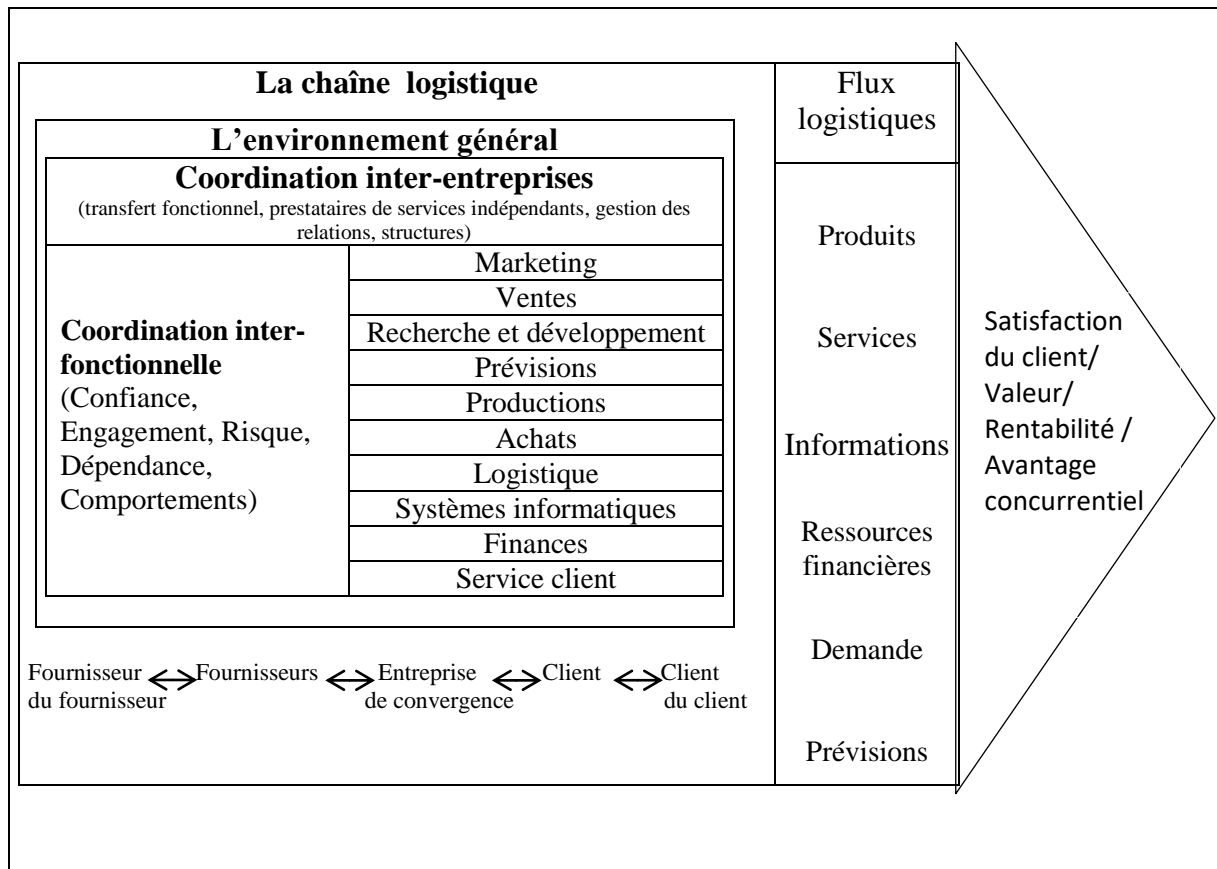 La chaîne logistique
L’environnement général
Coordination inter-entreprises
(transfert fonctionnel, prestataires de services indépendants, gestion des
relations, structures)
Coordination inter-
fonctionnelle
(Confiance,
Engagement, Risque,
Dépendance,
Comportements)
Marketing
Ventes
Recherche et développement
Prévisions
Productions
Achats
Logistique
Systèmes informatiques
Finances
Service client
Fournisseur
du fournisseur
Fournisseurs
Entreprise
de convergence
Client
Client
du client
Flux
logistiques
Produits
Services
Informations
Ressources
financières
Demande
Prévisions
Satisfaction
du client/
Valeur/
Rentabilité /
Avantage
concurrentiel